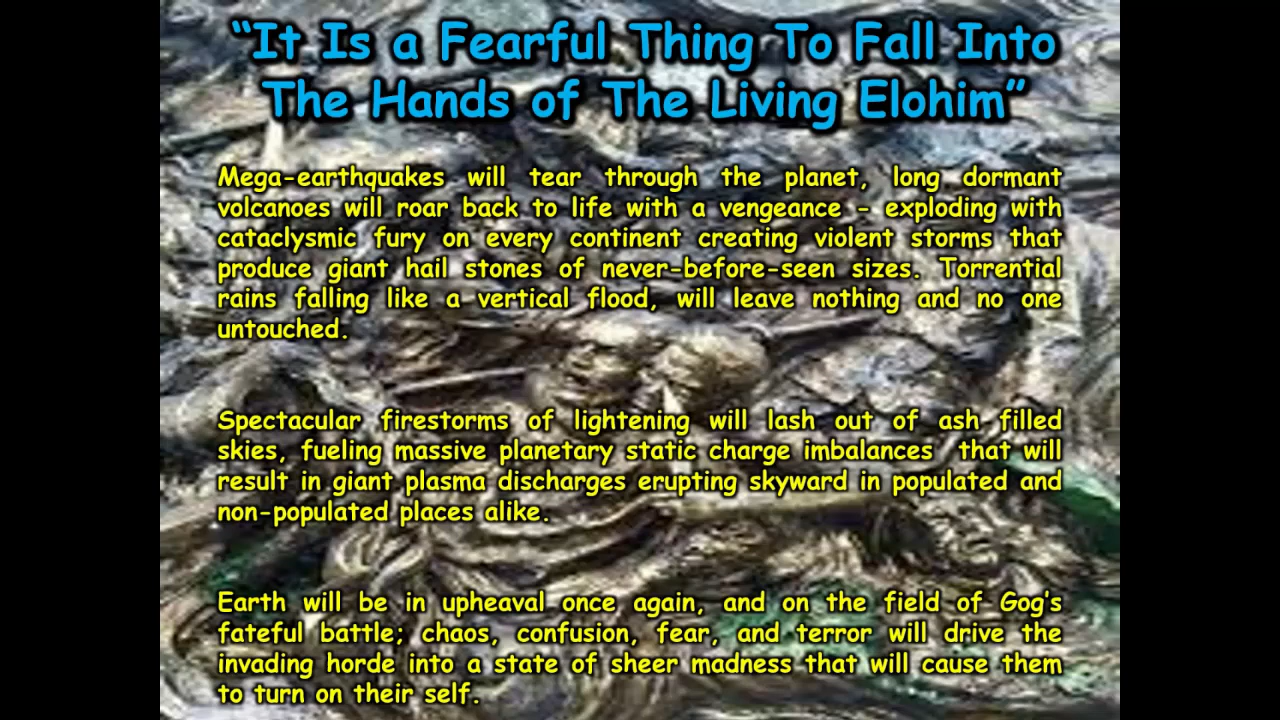 “It Is a Fearful Thing To Fall Into
The Hands of The Living Elohim”
Mega-earthquakes will tear through the planet, long dormant
volcanoes will roar back to life with a vengeance - exploding with
cataclysmic fury on every continent creating violent storms that
produce giant hail stones of never-before-seen sizes. Torrential
rains falling like a vertical flood, will leave nothing and no one
untouched.
Spectacular firestorms of lightening will lash out of ash filled
skies, fueling massive planetary static charge imbalances that will
result in giant plasma discharges erupting skyward in populated and
non-populated places alike.
Earth will be in upheaval once again, and on the field of Gog’s
fateful battle; chaos, confusion, fear, and terror will drive the
invading horde into a state of sheer madness that will cause them
to turn on their self.